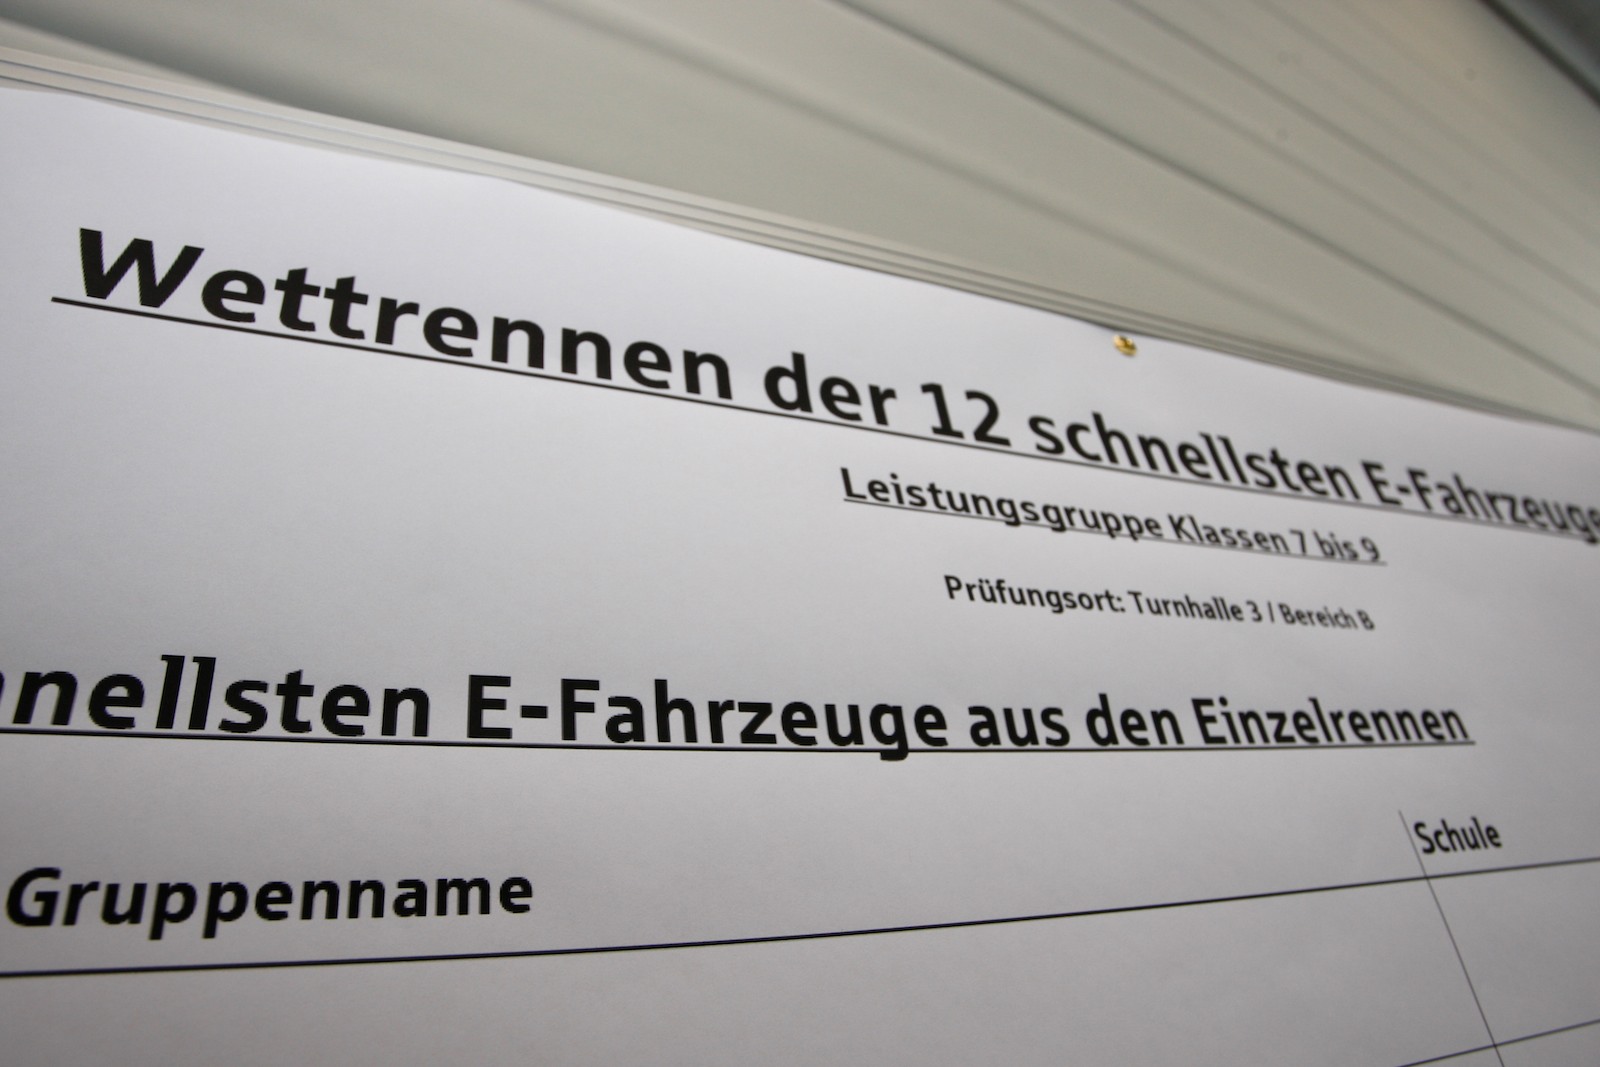 Wettrennen der 12 schnellsten E-Fahrzeuge
Leistungsgruppe Klassen 7 bis 9
Prüfungsort: Turnhalle 3 / Bereich B
hnellsten E-Fahrzeuge aus den Einzelrennen
Gruppenname Schule